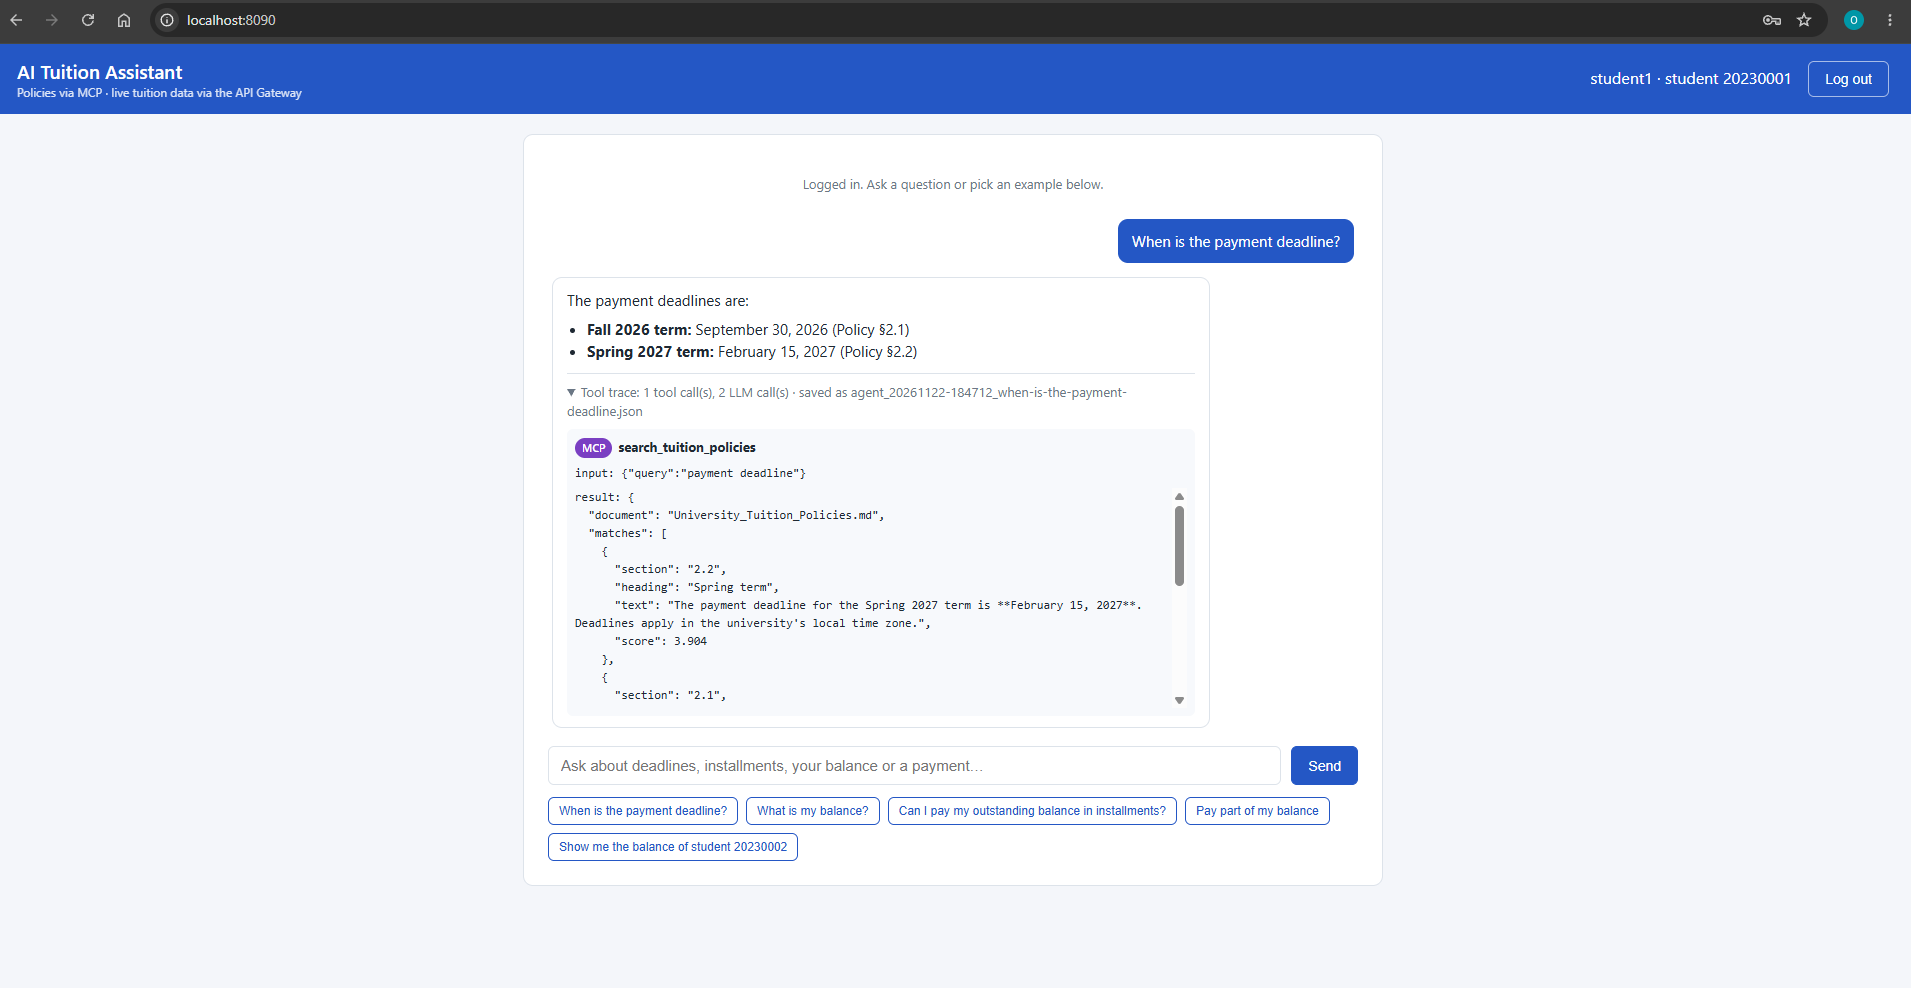 localhost:8090
O
AI Tuition Assistant
Policies via MCP · live tuition data via the API Gateway
student1 · student 20230001
Log out
Logged in. Ask a question or pick an example below.
When is the payment deadline?
The payment deadlines are:
• Fall 2026 term: September 30, 2026 (Policy §2.1)
• Spring 2027 term: February 15, 2027 (Policy §2.2)
▼ Tool trace: 1 tool call(s), 2 LLM call(s) · saved as agent_20261122-184712_when-is-the-payment-
deadline.json
MCP search_tuition_policies
input: {"query":"payment deadline"}
result: {
"document": "University_Tuition_Policies.md",
"matches": [
{
"section": "2.2",
"heading": "Spring term",
"text": "The payment deadline for the Spring 2027 term is **February 15, 2027**.
Deadlines apply in the university's local time zone.",
"score": 3.904
},
{
"section": "2.1",
Ask about deadlines, installments, your balance or a payment...
Send
When is the payment deadline?
What is my balance?
Can I pay my outstanding balance in installments?
Pay part of my balance
Show me the balance of student 20230002